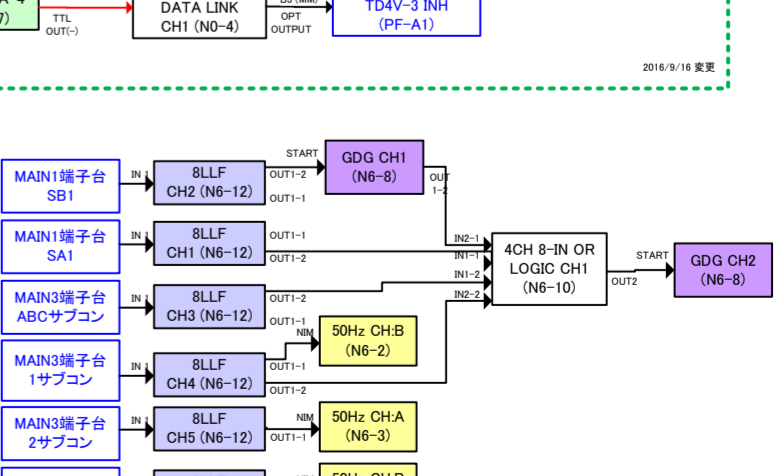 7)
TTL
OUT(-)
DATA LINK
CH1 (N0-4)
OPT
OUTPUT
TD4V-3 INH
(PF-A1)
2016/9/16 変更
MAIN1端子台
SB1
IN 1
8LLF
CH2 (N6-12)
START
OUT1-2
OUT1-1
GDG CH1
(N6-8)
OUT
1-2
MAIN1端子台
SA1
IN 1
8LLF
CH1 (N6-12)
OUT1-1
OUT1-2
IN2-1
IN1-1
IN1-2
IN2-2
4CH 8-IN OR
LOGIC CH1
(N6-10)
OUT2
START
GDG CH2
(N6-8)
MAIN3端子台
ABCサブコン
IN 1
8LLF
CH3 (N6-12)
OUT1-2
OUT1-1
MAIN3端子台
1サブコン
IN 1
8LLF
CH4 (N6-12)
NIM
OUT1-1
OUT1-2
50Hz CH:B
(N6-2)
MAIN3端子台
2サブコン
IN 1
8LLF
CH5 (N6-12)
NIM
OUT1-1
50Hz CH:A
(N6-3)